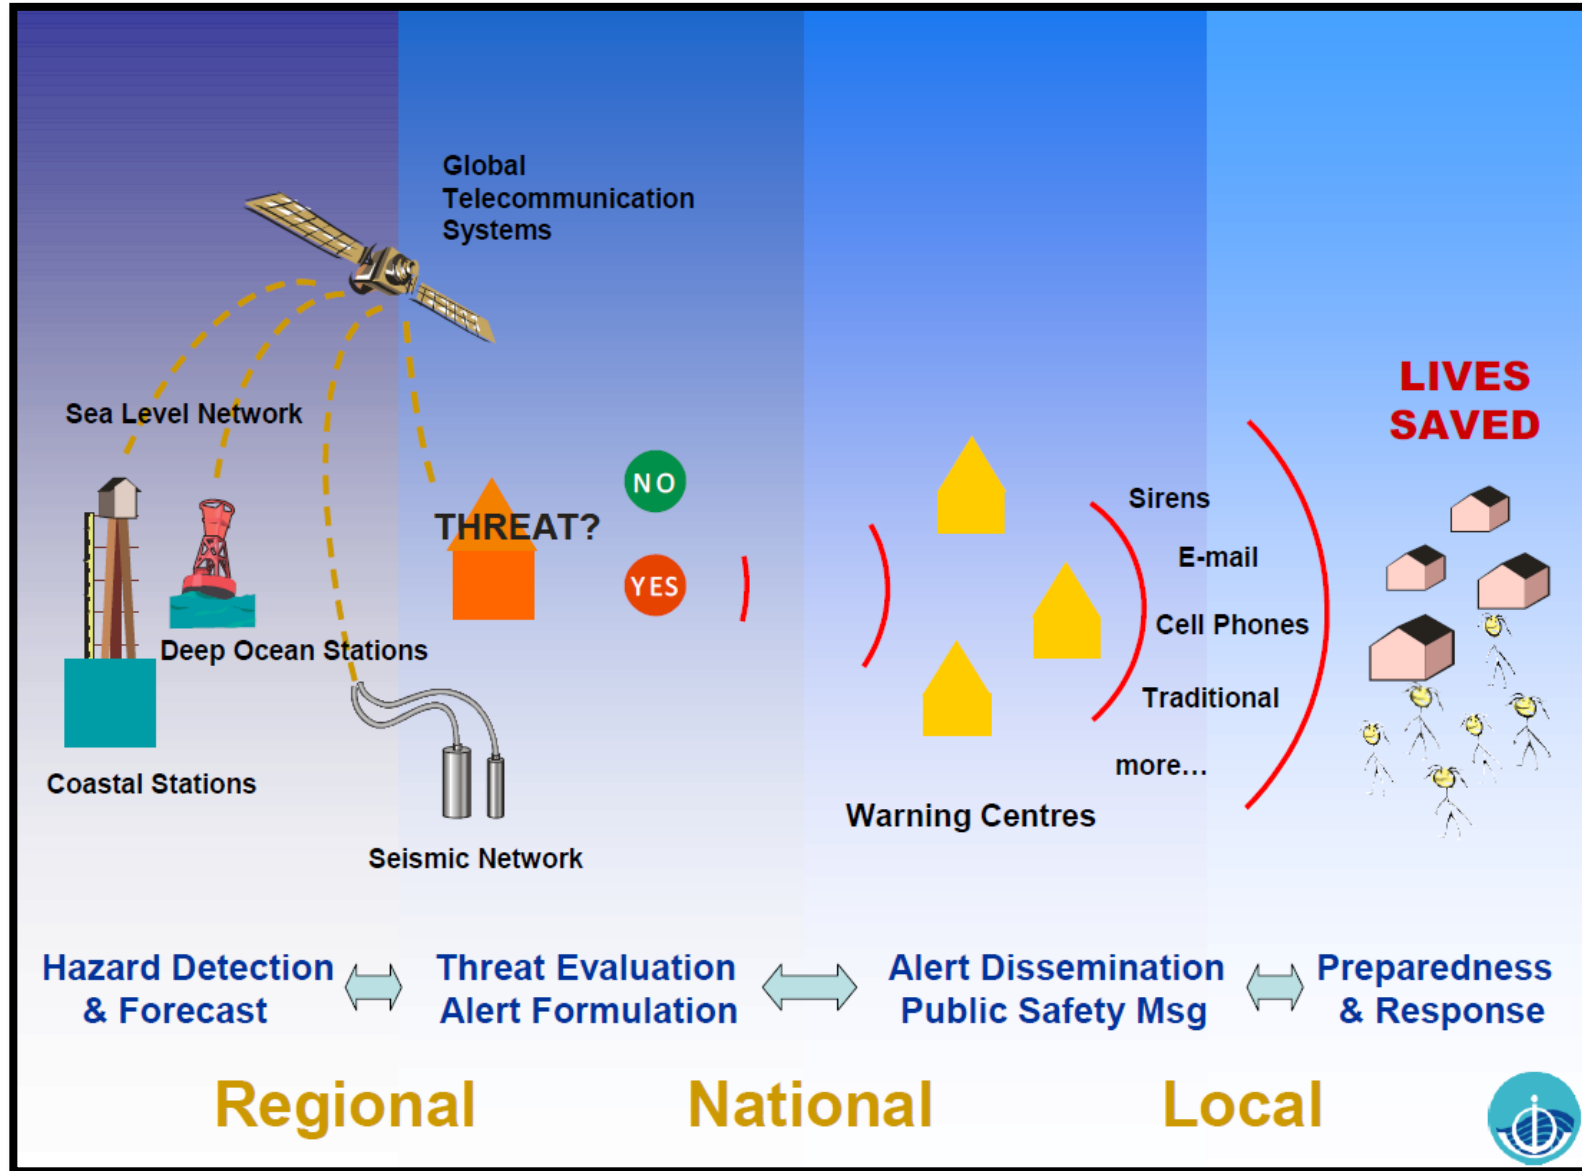 Global
Telecommunication
Systems
Sea Level Network
LIVES
SAVED
NO
THREAT?
YES
Sirens
E-mail
Cell Phones
Traditional
more...
Deep Ocean Stations
Coastal Stations
Seismic Network
Warning Centres
Hazard Detection
& Forecast
Threat Evaluation
Alert Formulation
Alert Dissemination
Public Safety Msg
Preparedness
& Response
Regional
National
Local